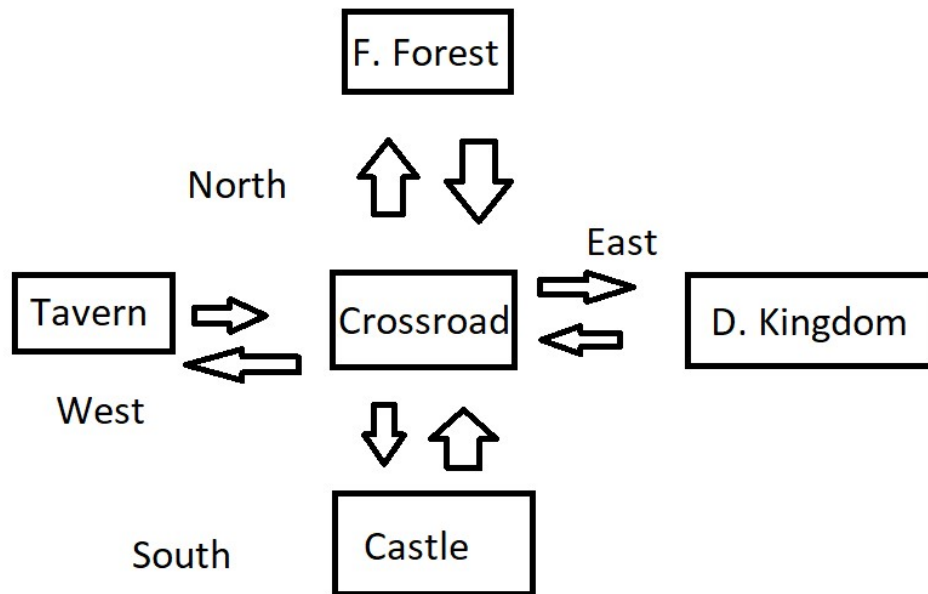 F. Forest
North
East
Tavern
Crossroad
D. Kingdom
West
South
Castle